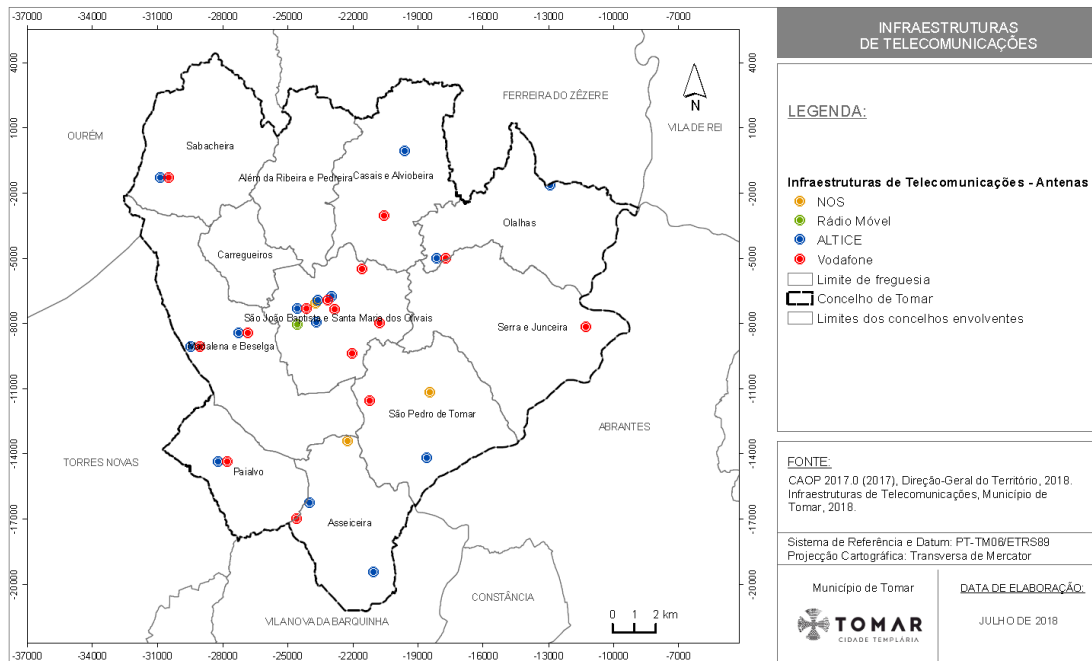 -37000 -34000 -31000 -28000 -25000 -22000 -19000 -16000 -13000 -10000 -7000
4000
1000
-2000
-5000
-8000
-11000
-14000
-17000
-20000
4000
1000
-2000
-5000
-8000
-11000
-14000
-17000
-20000
FERREIRA DO ZÊZERE
VILA DE REI
OURÉM
N
Sabacheira
Além da Ribeira e Pedreira
Casais e Alviobeira
Olalhas
Carregueiros
São João Baptista e Santa Maria dos Olivais
Serra e Junceira
Madalena e Beselga
São Pedro de Tomar
ABRANTES
TORRES NOVAS
Paialvo
Asseiceira
CONSTÂNCIA
VILA NOVA DA BARQUINHA
0 1 2 km
-34000 -31000 -28000 -25000 -22000 -19000 -16000 -13000 -10000 -7000
INFRAESTRUTURAS
DE TELECOMUNICAÇÕES
LEGENDA:
Infraestruturas de Telecomunicações - Antenas
NOS
Rádio Móvel
ALTICE
Vodafone
Limite de freguesia
Concelho de Tomar
Limites dos concelhos envolventes
FONTE:
CAOP 2017.0 (2017), Direção-Geral do Território, 2018.
Infraestruturas de Telecomunicações, Município de
Tomar, 2018.
Sistema de Referência e Datum: PT-TM06/ETRS89
Projecção Cartográfica: Transversa de Mercator
Município de Tomar
TOMAR
CIDADE TEMPLÁRIA
DATA DE ELABORAÇÃO:
JULHO DE 2018